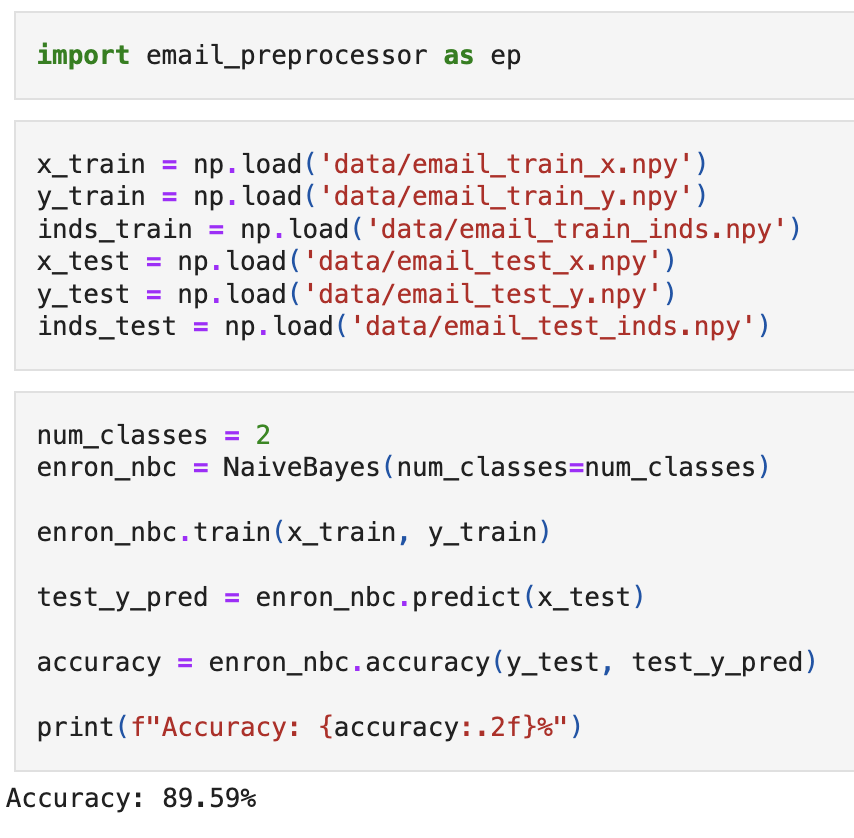 import email_preprocessor as ep
x_train = np.load('data/email_train_x.npy')
y_train = np.load('data/email_train_y.npy')
inds_train = np.load('data/email_train_inds.npy')
x_test = np.load('data/email_test_x.npy')
y_test = np.load('data/email_test_y.npy')
inds_test = np.load('data/email_test_inds.npy')
num_classes = 2
enron_nbc = NaiveBayes(num_classes=num_classes)
enron_nbc.train(x_train, y_train)
test_y_pred = enron_nbc.predict(x_test)
accuracy = enron_nbc.accuracy(y_test, test_y_pred)
print(f"Accuracy: {accuracy:.2f}%")
Accuracy: 89.59%